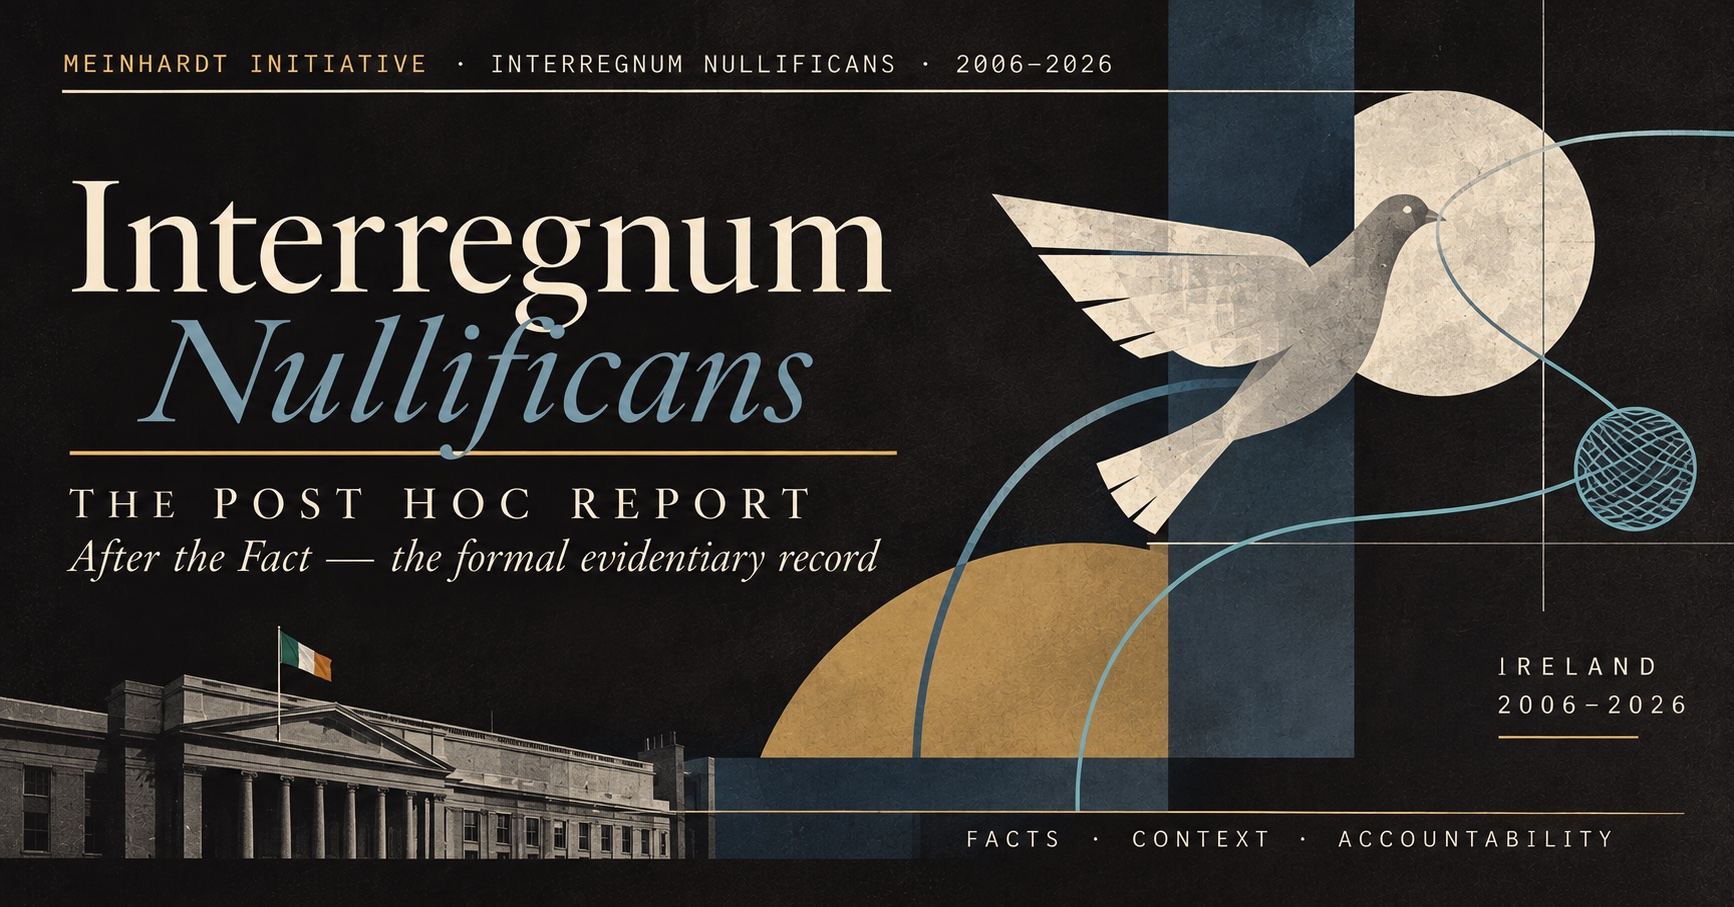 MEINHARDT INITIATIVE · INTERREGNUM NULLIFICANS · 2006–2026
Interregnum
Nullificans
THE POST HOC REPORT
After the Fact — the formal evidentiary record
IRELAND
2006–2026
FACTS · CONTEXT · ACCOUNTABILITY